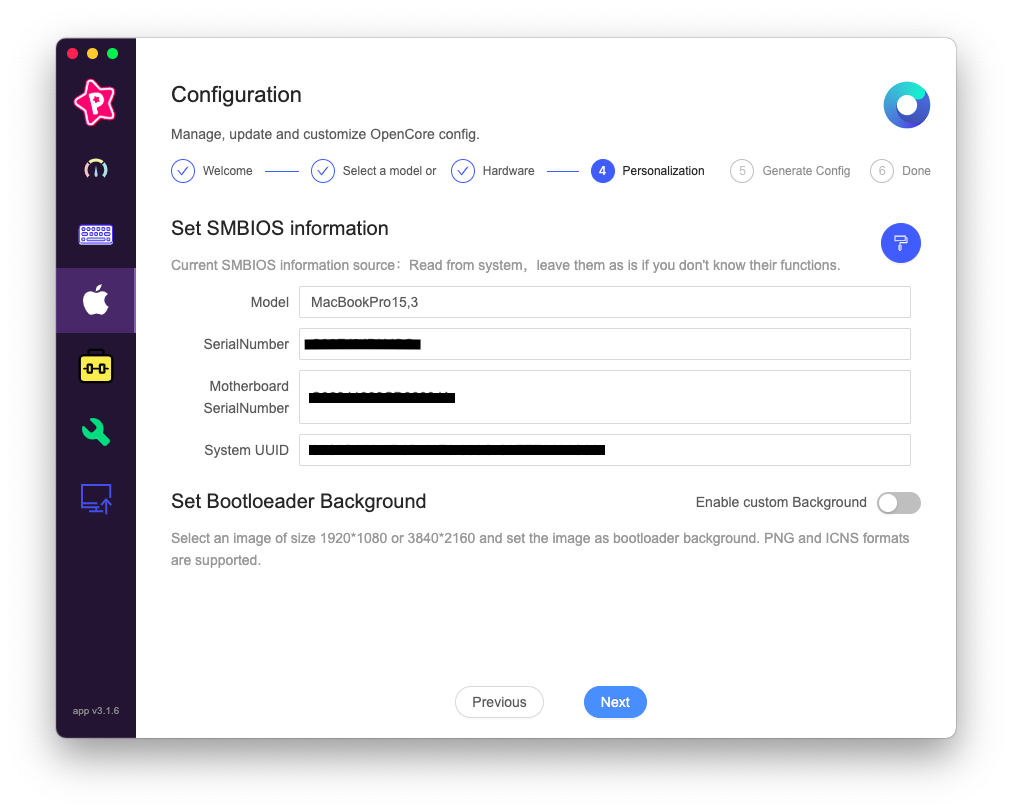 P
Configuration
Manage, update and customize OpenCore config.
Welcome
Select a model or
Hardware
4 Personalization
5 Generate Config
6 Done
Set SMBIOS information
Current SMBIOS information source：Read from system，leave them as is if you don't know their functions.
Model MacBookPro15,3
SerialNumber
Motherboard
SerialNumber
System UUID
Set Bootloeader Background
Enable custom Background
Select an image of size 1920*1080 or 3840*2160 and set the image as bootloader background. PNG and ICNS formats
are supported.
Previous
Next
app v3.1.6